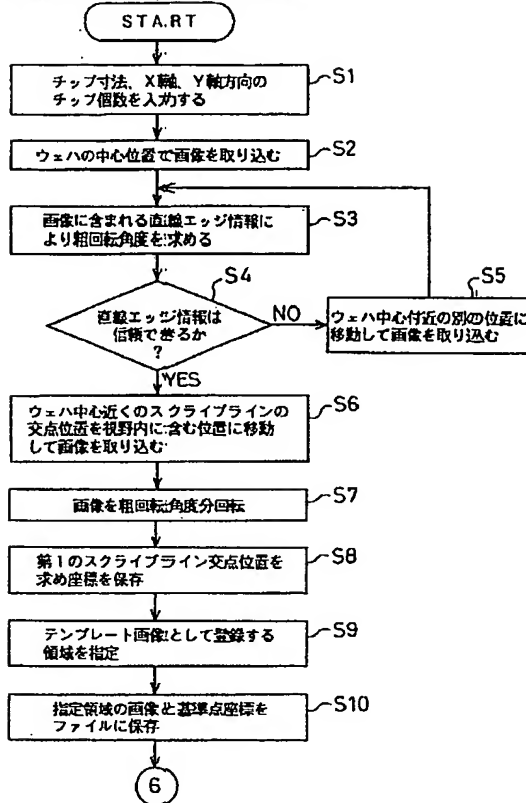 START
チップ寸法、X軸、Y軸方向の
チップ個数を入力する
S1
ウェハの中心位置で画像を取り込む
S2
画像に含まれる直線エッジ情報に
より粗回転角度を求める
S3
直線エッジ情報は
信頼できるか
?
S4
NO
ウェハ中心付近の別の位置に
移動して画像を取り込む
S5
YES
ウェハ中心近くのスクライブラインの
交点位置を視野内に含む位置に移動
して画像を取り込む
S6
画像を粗回転角度分回転
S7
第1のスクライブライン交点位置を
求め座標を保存
S8
テンプレート画像として登録する
領域を指定
S9
指定領域の画像と基準点座標を
ファイルに保存
S10
6